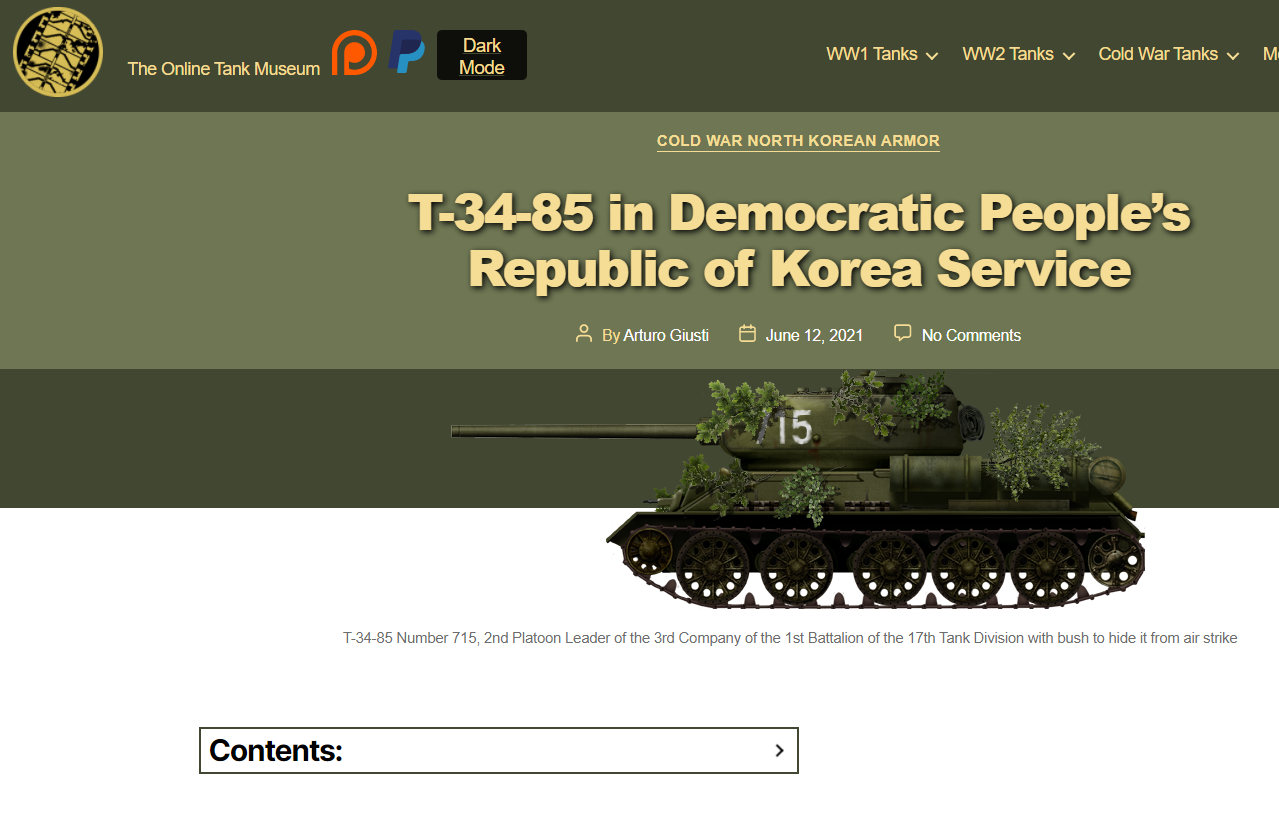 The Online Tank Museum
Dark
Mode
WW1 Tanks
WW2 Tanks
Cold War Tanks
COLD WAR NORTH KOREAN ARMOR
T-34-85 in Democratic People’s
Republic of Korea Service
By Arturo Giusti
June 12, 2021
No Comments
715
T-34-85 Number 715, 2nd Platoon Leader of the 3rd Company of the 1st Battalion of the 17th Tank Division with bush to hide it from air strike
Contents: